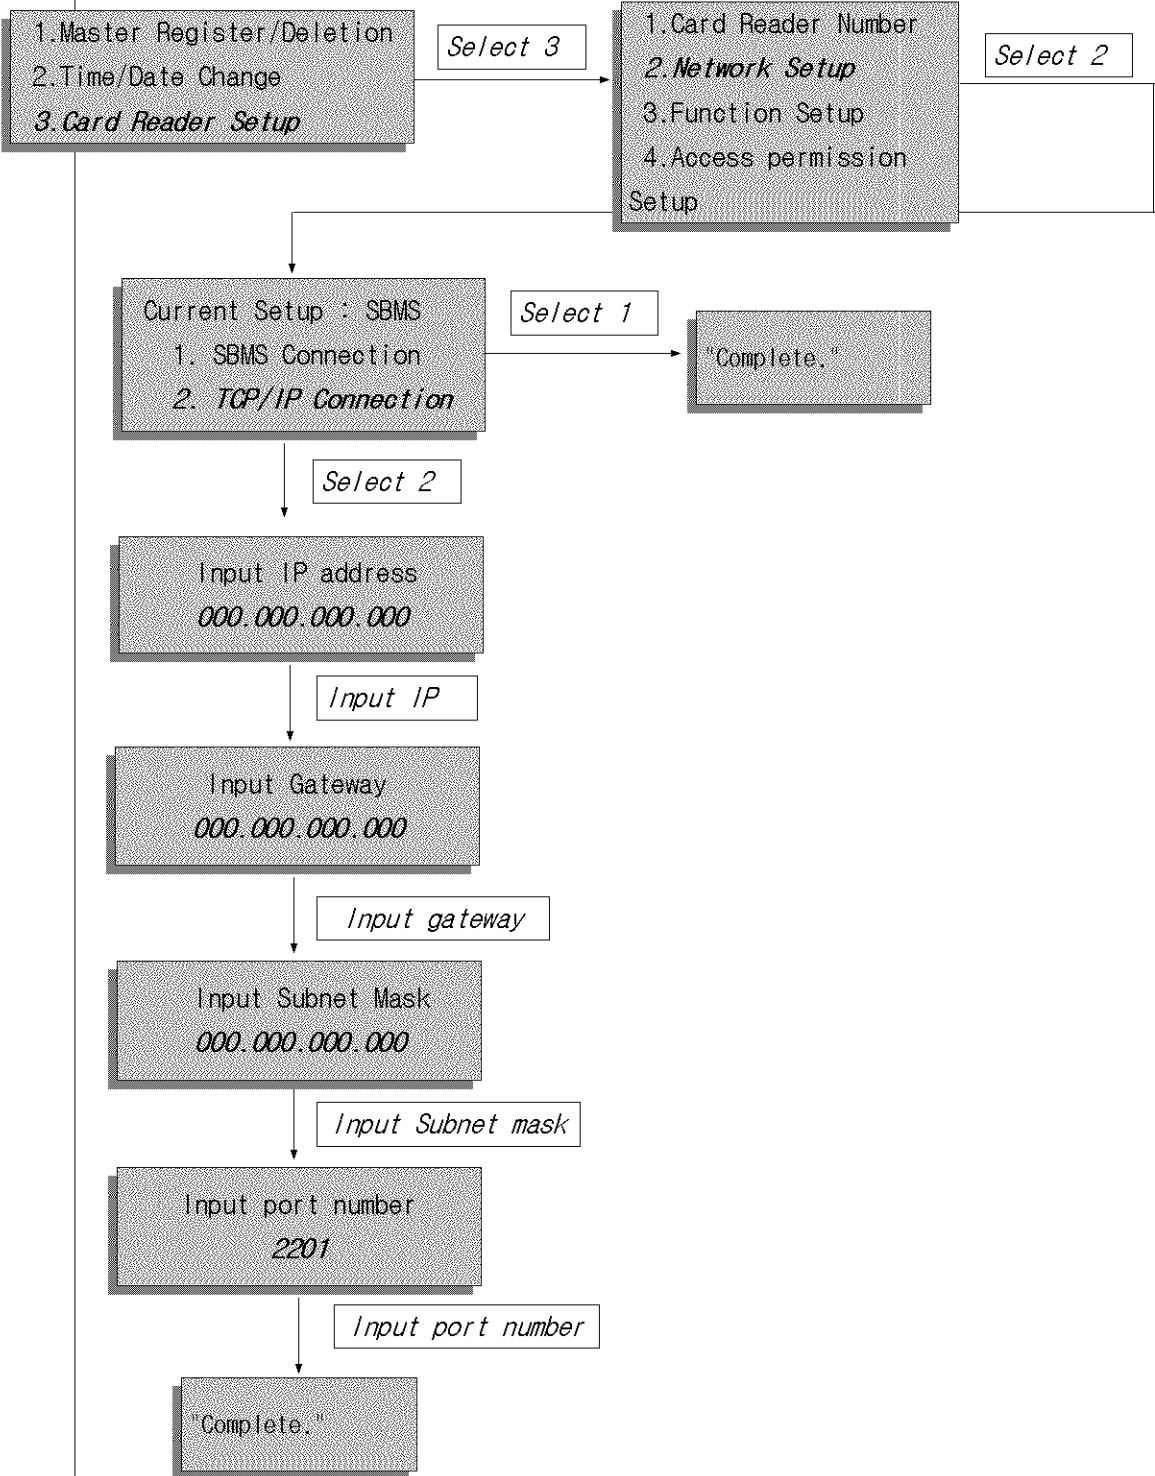 1.Master Register/Deletion
2.Time/Date Change
3.Card Reader Setup
Select 3
1.Card Reader Number
2.Network Setup
3.Function Setup
4.Access permission
Setup
Select 2
Current Setup : SBMS
1. SBMS Connection
2. TCP/IP Connection
Select 1
"Complete."
Select 2
Input IP address
000.000.000.000
Input IP
Input Gateway
000.000.000.000
Input gateway
Input Subnet Mask
000.000.000.000
Input Subnet mask
Input port number
2201
Input port number
"Complete."